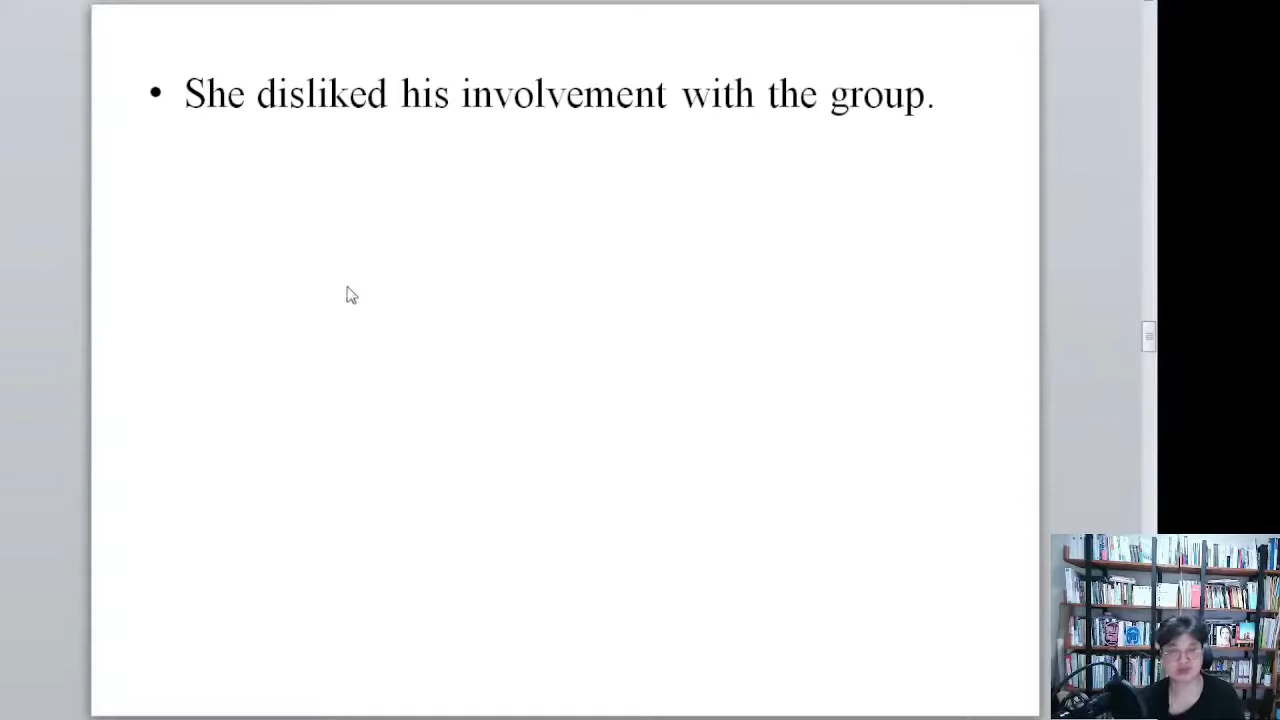 • She disliked his involvement with the group.